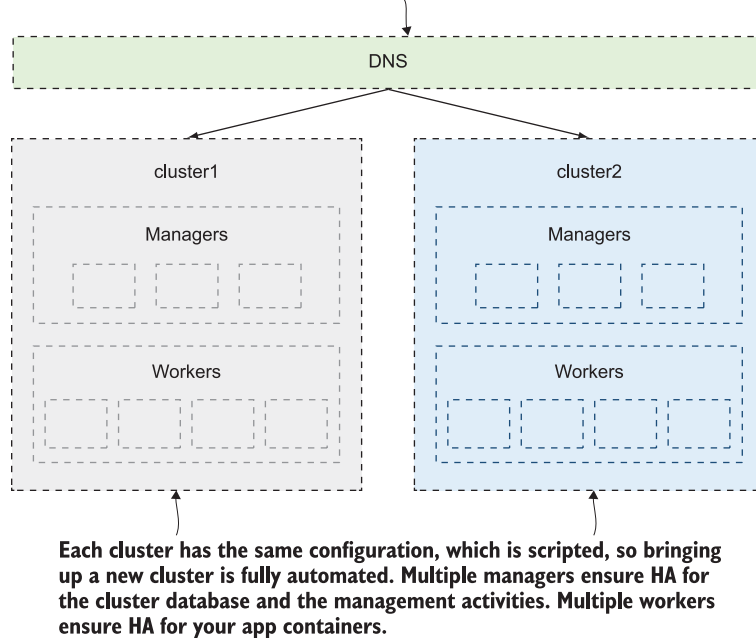 DNS
cluster1
cluster2
Managers
Managers
Workers
Workers
Each cluster has the same configuration, which is scripted, so bringing
up a new cluster is fully automated. Multiple managers ensure HA for
the cluster database and the management activities. Multiple workers
ensure HA for your app containers.